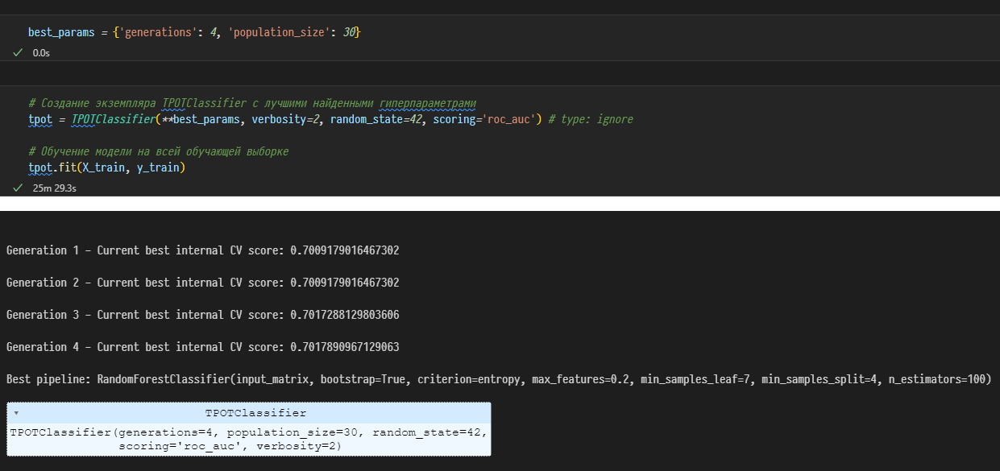 best_params = {'generations': 4, 'population_size': 30}
0.0s
# Создание экземпляра TPOTClassifier с лучшими найденными гиперпараметрами
tpot = TPOTClassifier(**best_params, verbosity=2, random_state=42, scoring='roc_auc') # type: ignore
# Обучение модели на всей обучающей выборке
tpot.fit(X_train, y_train)
25m 29.3s
Generation 1 - Current best internal CV score: 0.7009179016467302
Generation 2 - Current best internal CV score: 0.7009179016467302
Generation 3 - Current best internal CV score: 0.7017288129803606
Generation 4 - Current best internal CV score: 0.7017890967129063
Best pipeline: RandomForestClassifier(input_matrix, bootstrap=True, criterion=entropy, max_features=0.2, min_samples_leaf=7, min_samples_split=4, n_estimators=100)
TPOTClassifier
TPOTClassifier(generations=4, population_size=30, random_state=42,
scoring='roc_auc', verbosity=2)